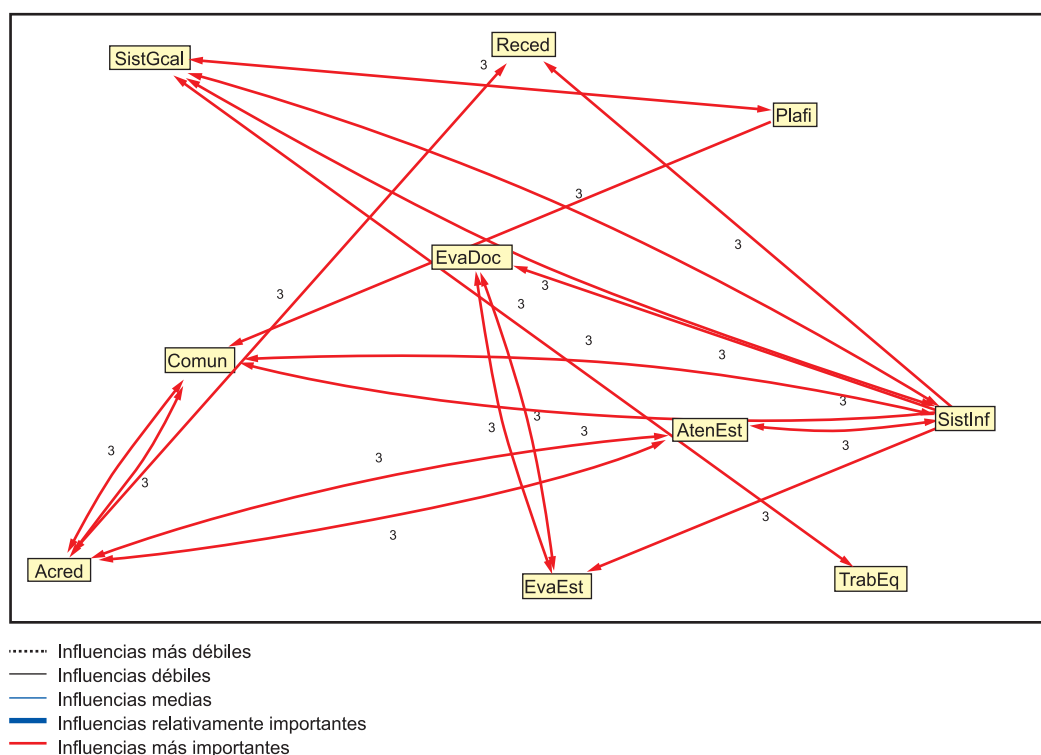 Reced
SistGcal
3
Plafi
3
3
EvaDoc
3
3
3
3
3
Comun
3
SistInf
3
3
AtenEst
3
3
3
3
3
3
3
Acred
EvaEst
TrabEq
Influencias más débiles
Influencias débiles
Influencias medias
Influencias relativamente importantes
Influencias más importantes